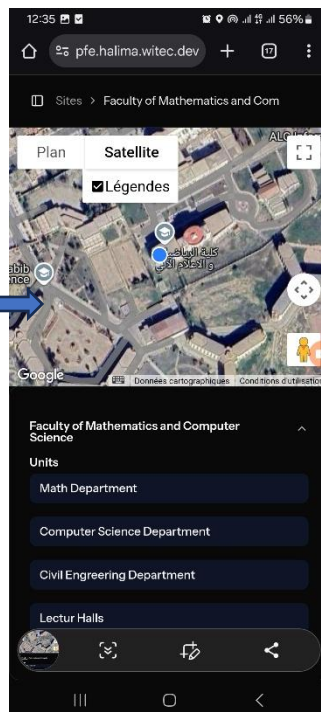 12:35
56%
pfe.halima.witec.dev
17
Sites > Faculty of Mathematics and Com
Plan
Satellite
Légendes
كلية الرياضيات
و الاعلام الآلي
Google
Données cartographiques
Conditions d'utilisation
Faculty of Mathematics and Computer
Science
Units
Math Department
Computer Science Department
Civil Engreering Department
Lectur Halls